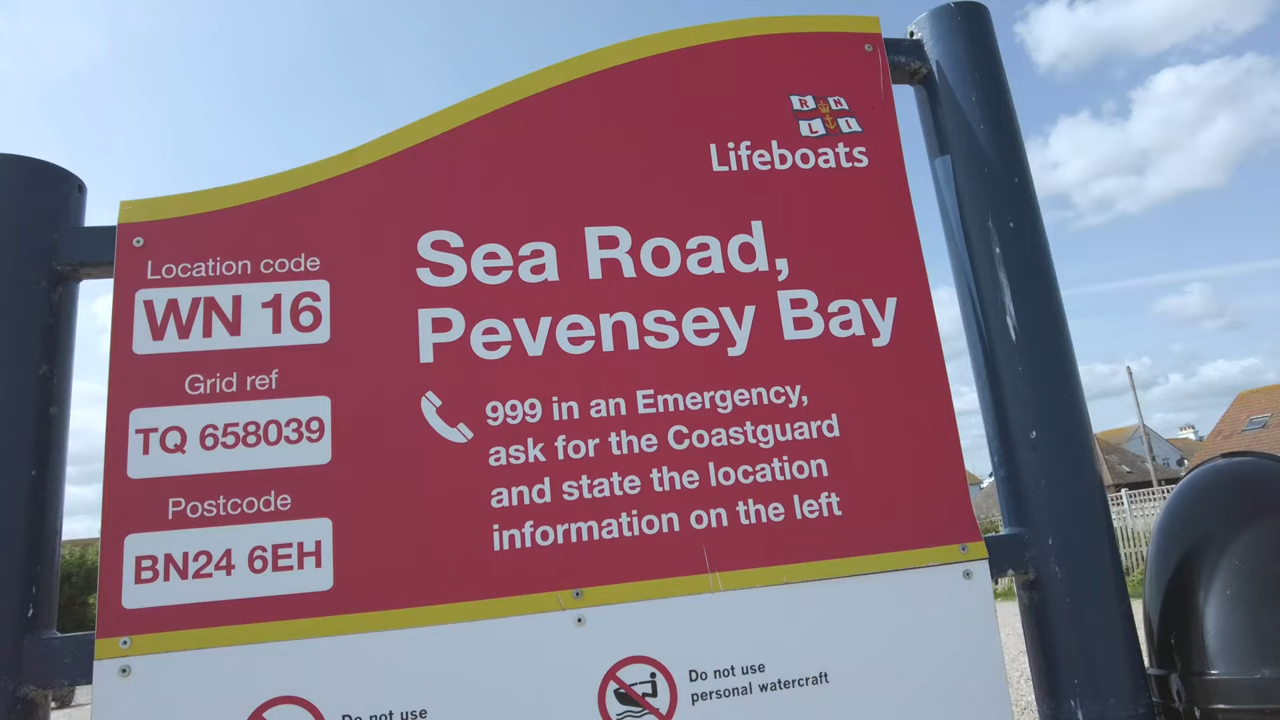 RNLI
Lifeboats
Sea Road,
Pevensey Bay
Location code
WN 16
Grid ref
TQ 658039
Postcode
BN24 6EH
999 in an Emergency,
ask for the Coastguard
and state the location
information on the left
Do not use
personal watercraft
Do not use